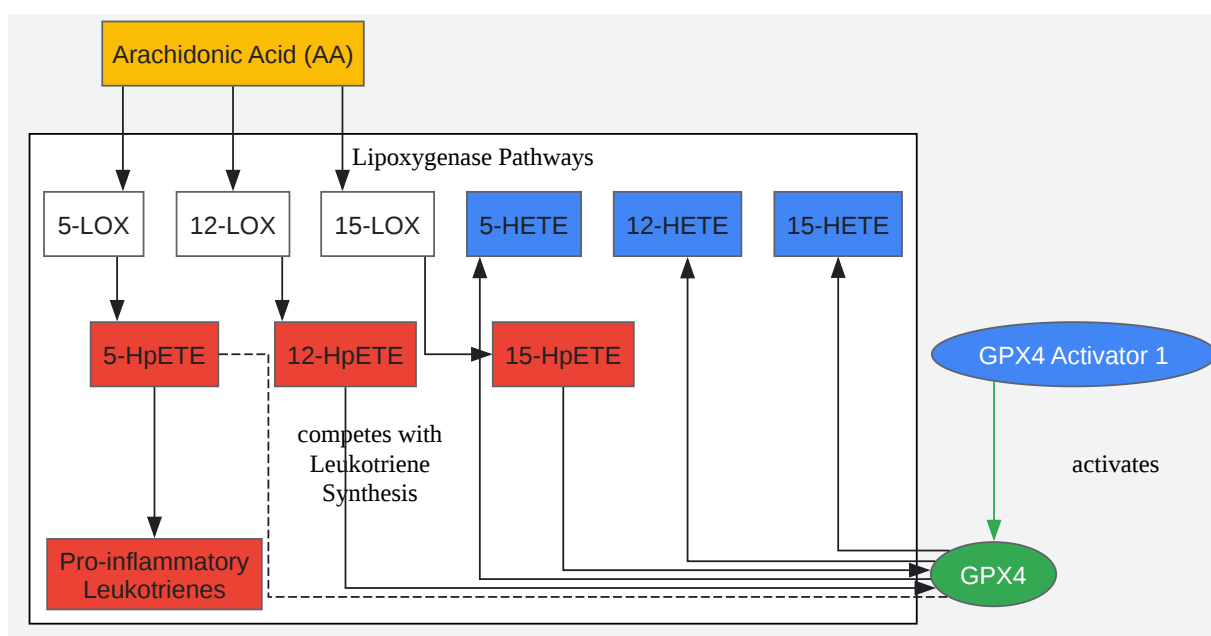 Arachidonic Acid (AA)
Lipoxygenase Pathways
5-LOX
12-LOX
15-LOX
5-HETE
12-HETE
15-HETE
5-HpETE
12-HpETE
15-HpETE
GPX4 Activator 1
competes with
Leukotriene
Synthesis
activates
Pro-inflammatory
Leukotrienes
GPX4